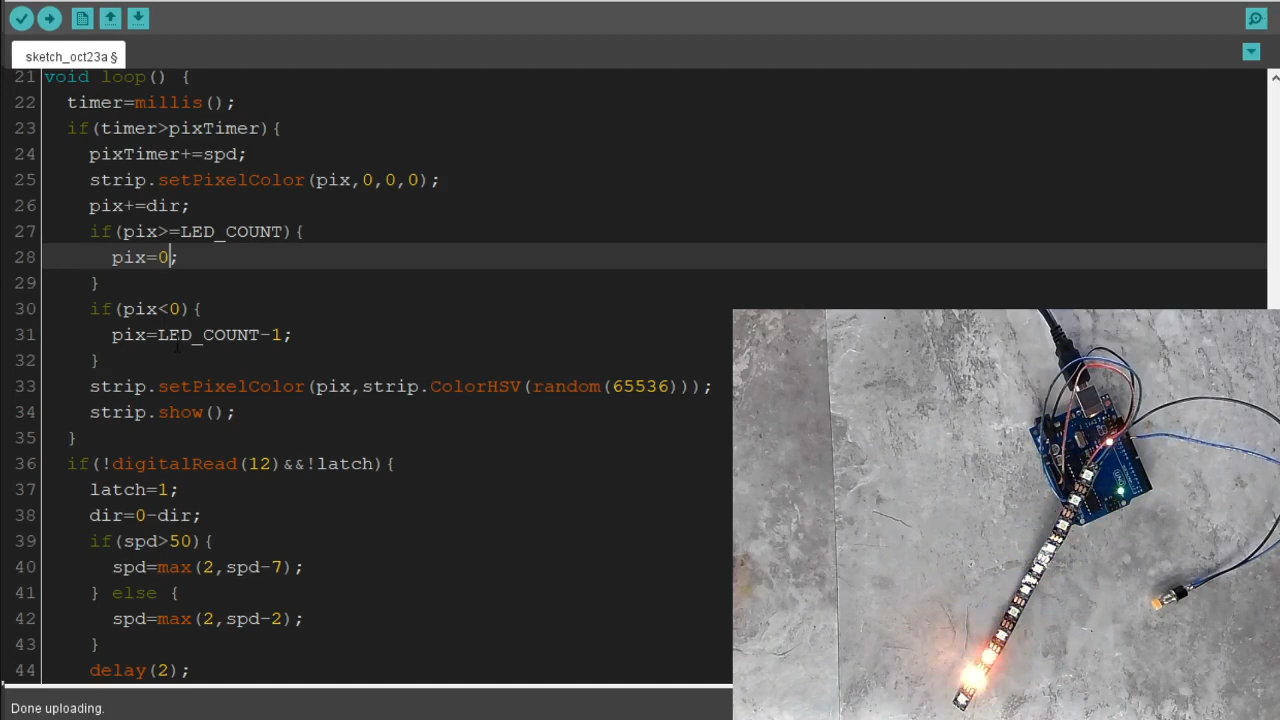 sketch_oct23a §
21 void loop() {
22 timer=millis();
23 if(timer>pixTimer){
24 pixTimer+=spd;
25 strip.setPixelColor(pix,0,0,0);
26 pix+=dir;
27 if(pix>=LED_COUNT){
28 pix=0;
29 }
30 if(pix<0){
31 pix=LED_COUNT-1;
32 }
33 strip.setPixelColor(pix,strip.ColorHSV(random(65536)));
34 strip.show();
35 }
36 if(!digitalRead(12)&&!latch){
37 latch=1;
38 dir=0-dir;
39 if(spd>50){
40 spd=max(2,spd-7);
41 } else {
42 spd=max(2,spd-2);
43 }
44 delay(2);
Done uploading.